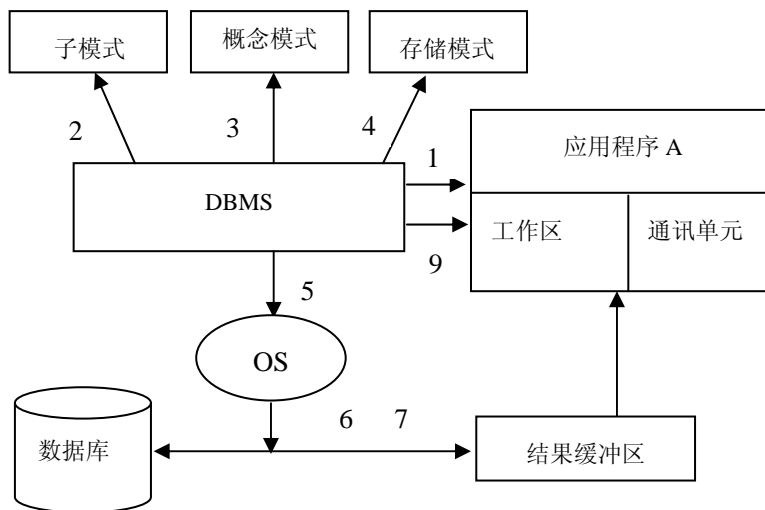 子模式
概念模式
存储模式
2
3
4
1
应用程序 A
DBMS
工作区
通讯单元
9
5
OS
6
7
数据库
结果缓冲区